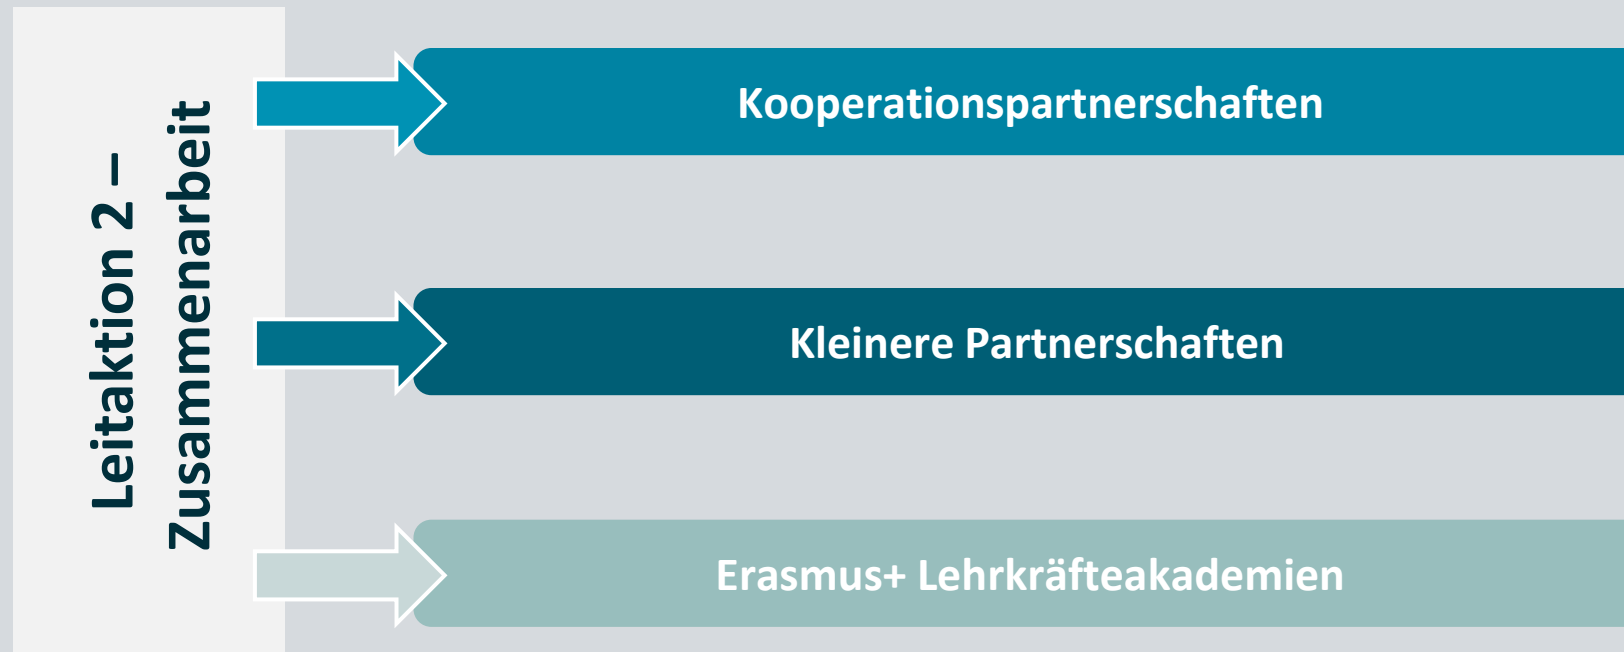 Leitaktion 2 –
Zusammenarbeit
Kooperationspartnerschaften
Kleinere Partnerschaften
Erasmus+ Lehrkräfteakademien